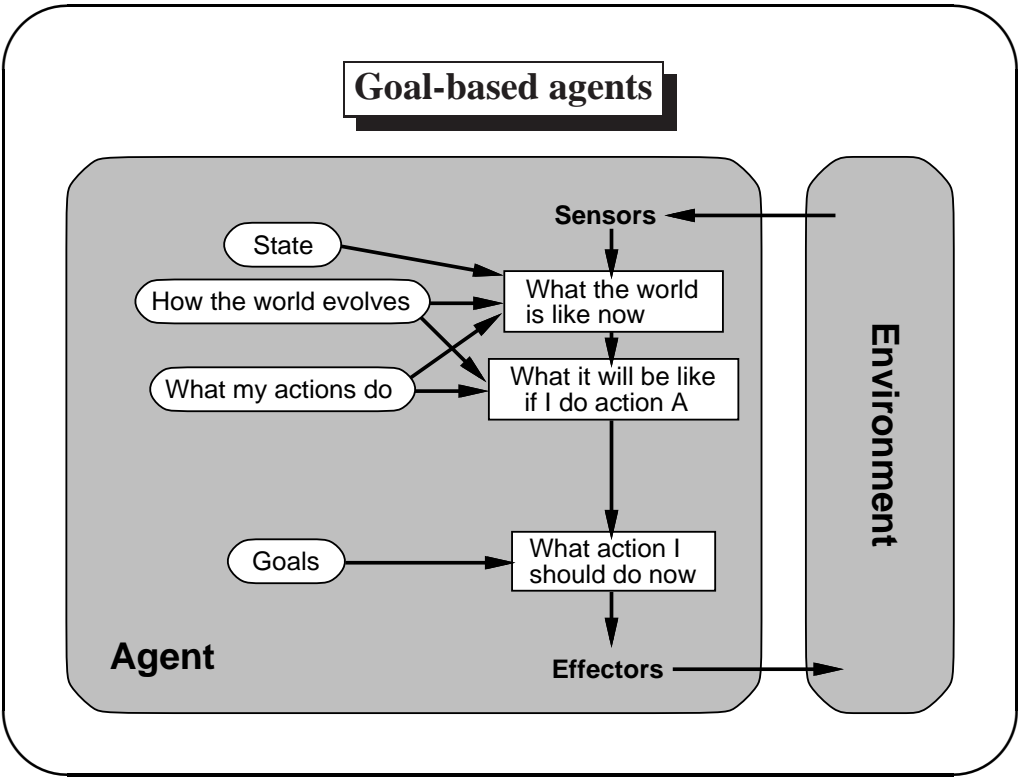 Goal-based agents
Sensors
State
What the world
is like now
How the world evolves
What it will be like
if I do action A
What my actions do
What action I
should do now
Goals
Agent
Effectors
Environment